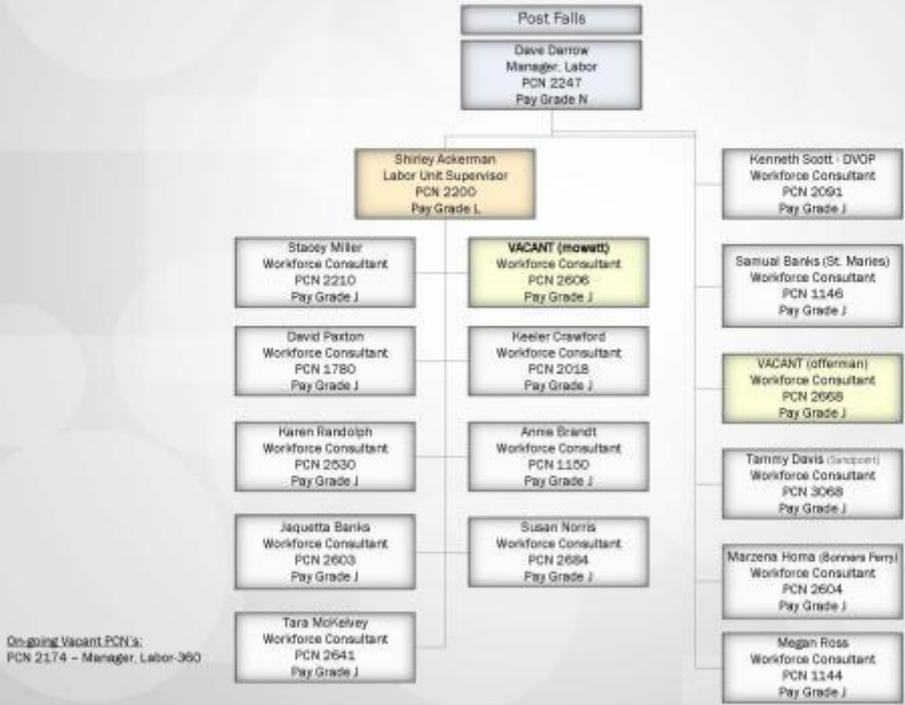 Post Falls
Dave Darrow
Manager, Labor
PCN 2247
Pay Grade N
Shirley Ackerman
Labor Unit Supervisor
PCN 2200
Pay Grade L
Stacey Miller
Workforce Consultant
PCN 2210
Pay Grade J
VACANT (mowatt)
Workforce Consultant
PCN 2606
Pay Grade J
David Paxton
Workforce Consultant
PCN 1780
Pay Grade J
Keeler Crawford
Workforce Consultant
PCN 2018
Pay Grade J
Karen Randolph
Workforce Consultant
PCN 2630
Pay Grade J
Annie Brandt
Workforce Consultant
PCN 1150
Pay Grade J
Jaquetta Banks
Workforce Consultant
PCN 2603
Pay Grade J
Susan Norris
Workforce Consultant
PCN 2684
Pay Grade J
Tara McKelvey
Workforce Consultant
PCN 2641
Pay Grade J
Kenneth Scott - DVOP
Workforce Consultant
PCN 2091
Pay Grade J
Samual Banks (St. Maries)
Workforce Consultant
PCN 1146
Pay Grade J
VACANT (offerman)
Workforce Consultant
PCN 2668
Pay Grade J
Tammy Davis (Sandpoint)
Workforce Consultant
PCN 3068
Pay Grade J
Marzena Homa (Bonners Ferry)
Workforce Consultant
PCN 2604
Pay Grade J
Megan Ross
Workforce Consultant
PCN 1144
Pay Grade J
On-going Vacant PCN's:
PCN 2174 – Manager, Labor-360